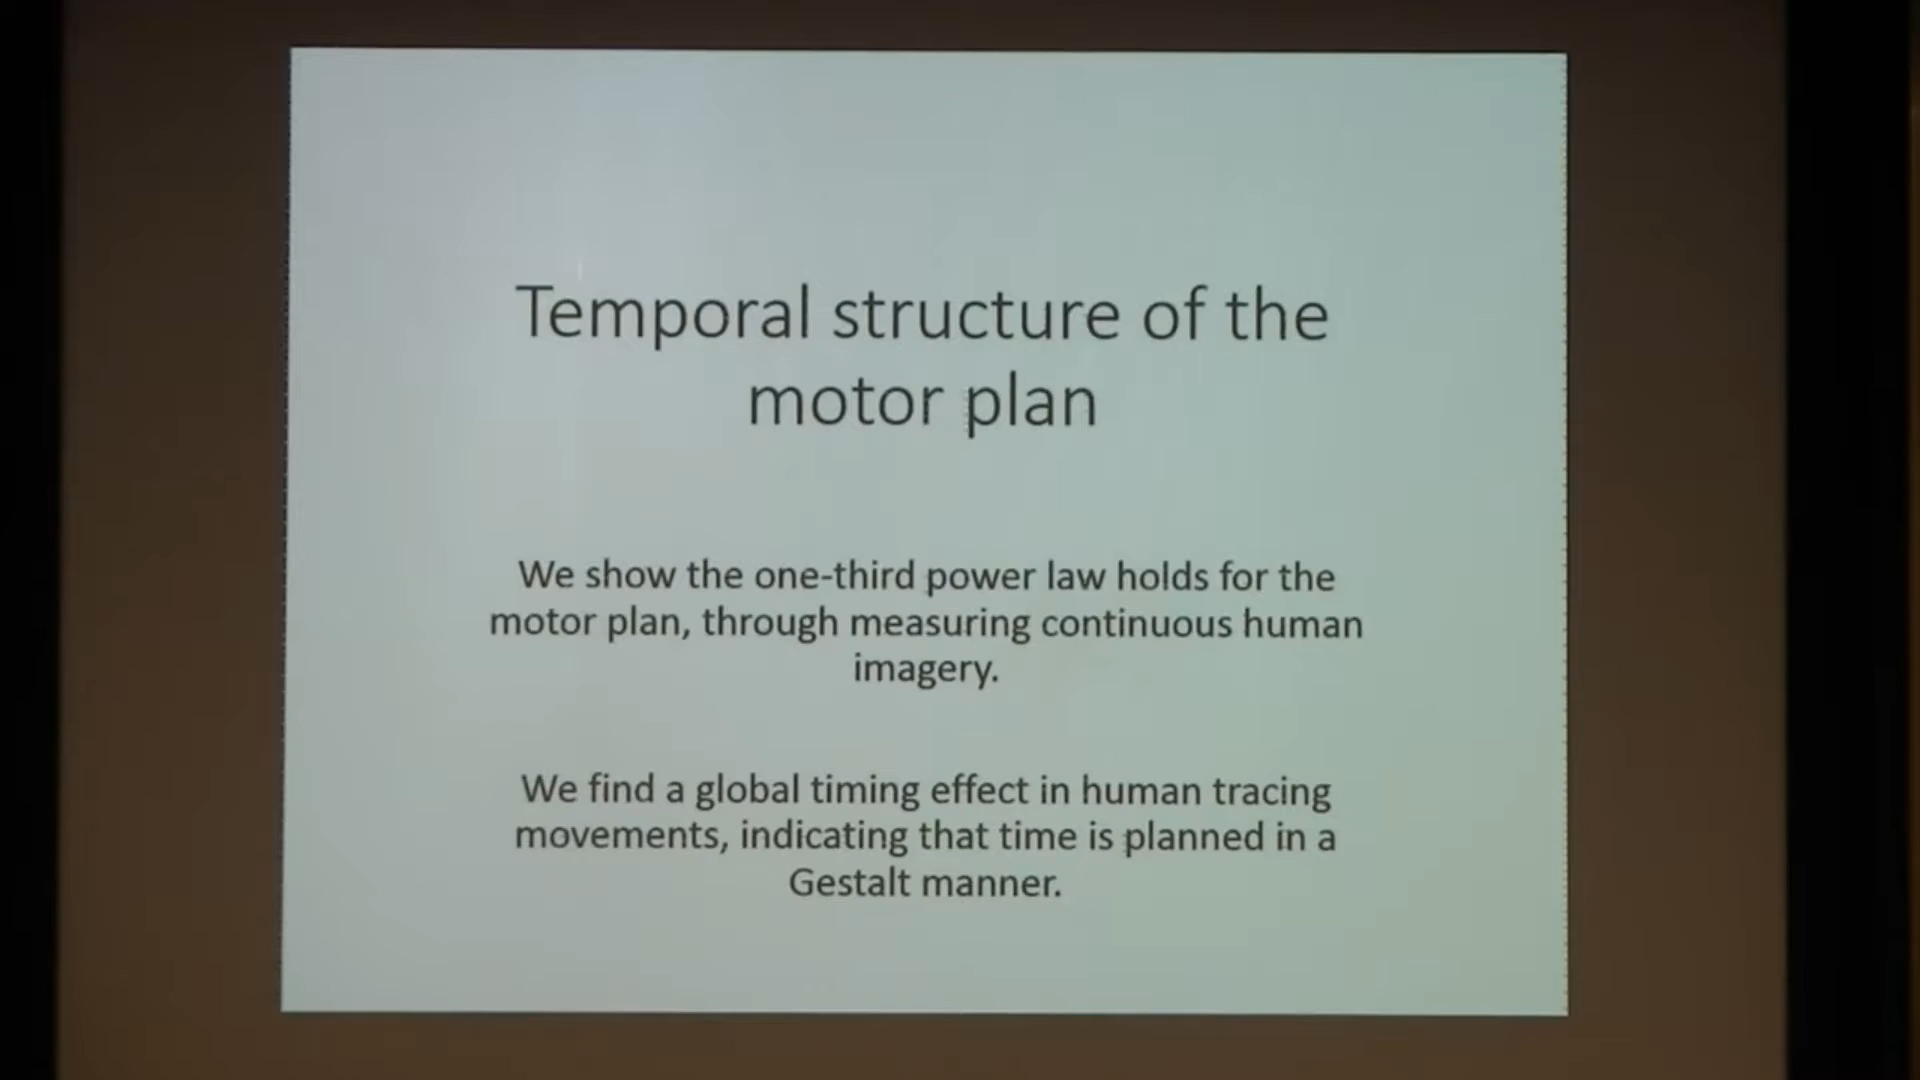 Temporal structure of the
motor plan
We show the one-third power law holds for the
motor plan, through measuring continuous human
imagery.
We find a global timing effect in human tracing
movements, indicating that time is planned in a
Gestalt manner.